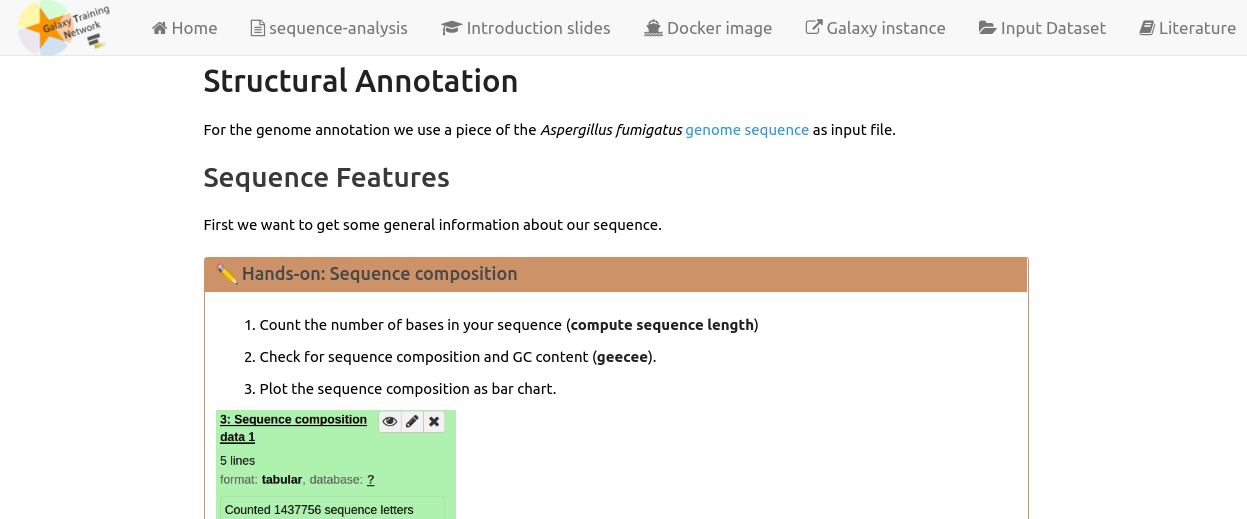 Galaxy Training
Network
Home sequence-analysis Introduction slides Docker image Galaxy instance Input Dataset Literature
Structural Annotation
For the genome annotation we use a piece of the Aspergillus fumigatus genome sequence as input file.
Sequence Features
First we want to get some general information about our sequence.
Hands-on: Sequence composition
1. Count the number of bases in your sequence (compute sequence length)
2. Check for sequence composition and GC content (geecee).
3. Plot the sequence composition as bar chart.
3: Sequence composition
data 1
5 lines
format: tabular, database: ?
Counted 1437756 sequence letters